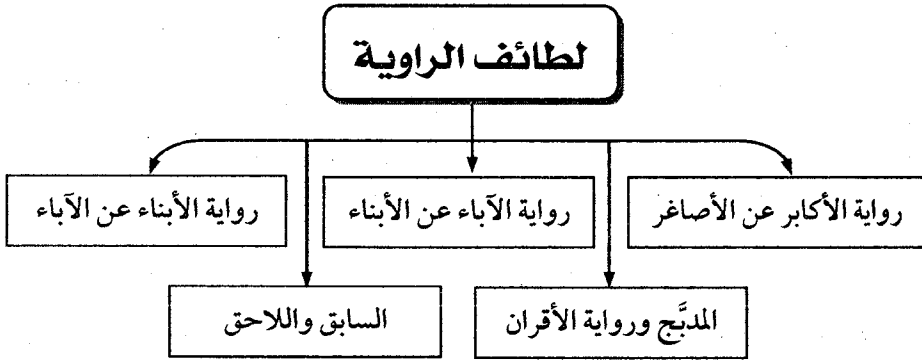 لطائف الراوية
رواية الأكابر عن الأصاغر
رواية الآباء عن الأبناء
رواية الأبناء عن الآباء
المدبَّج ورواية الأقران
السابق واللاحق